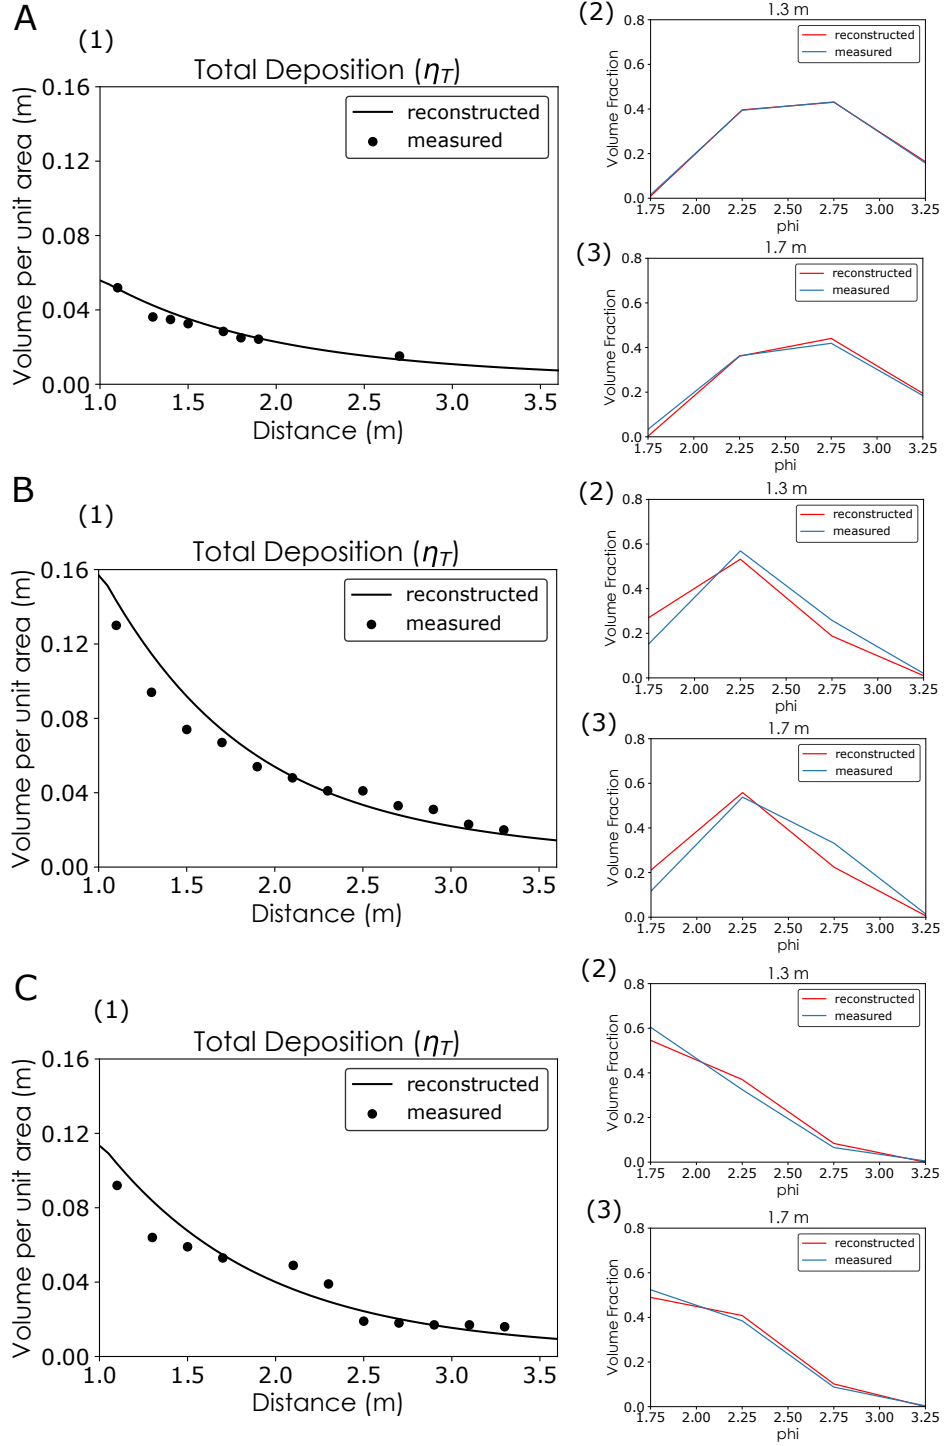 A
(1)
Total Deposition (ηT)
Volume per unit area (m)
0.16
0.12
0.08
0.04
0.00
reconstructed
measured
1.0 1.5 2.0 2.5 3.0 3.5
Distance (m)
(2)
1.3 m
Volume Fraction
0.8
0.6
0.4
0.2
0.0
reconstructed
measured
1.75 2.00 2.25 2.50 2.75 3.00 3.25
phi
(3)
1.7 m
Volume Fraction
0.8
0.6
0.4
0.2
0.0
reconstructed
measured
1.75 2.00 2.25 2.50 2.75 3.00 3.25
phi
B
(1)
Total Deposition (ηT)
Volume per unit area (m)
0.16
0.12
0.08
0.04
0.00
reconstructed
measured
1.0 1.5 2.0 2.5 3.0 3.5
Distance (m)
(2)
1.3 m
Volume Fraction
0.8
0.6
0.4
0.2
0.0
reconstructed
measured
1.75 2.00 2.25 2.50 2.75 3.00 3.25
phi
(3)
1.7 m
Volume Fraction
0.8
0.6
0.4
0.2
0.0
reconstructed
measured
1.75 2.00 2.25 2.50 2.75 3.00 3.25
phi
C
(1)
Total Deposition (ηT)
Volume per unit area (m)
0.16
0.12
0.08
0.04
0.00
reconstructed
measured
1.0 1.5 2.0 2.5 3.0 3.5
Distance (m)
(2)
1.3 m
Volume Fraction
0.8
0.6
0.4
0.2
0.0
reconstructed
measured
1.75 2.00 2.25 2.50 2.75 3.00 3.25
phi
(3)
1.7 m
Volume Fraction
0.8
0.6
0.4
0.2
0.0
reconstructed
measured
1.75 2.00 2.25 2.50 2.75 3.00 3.25
phi